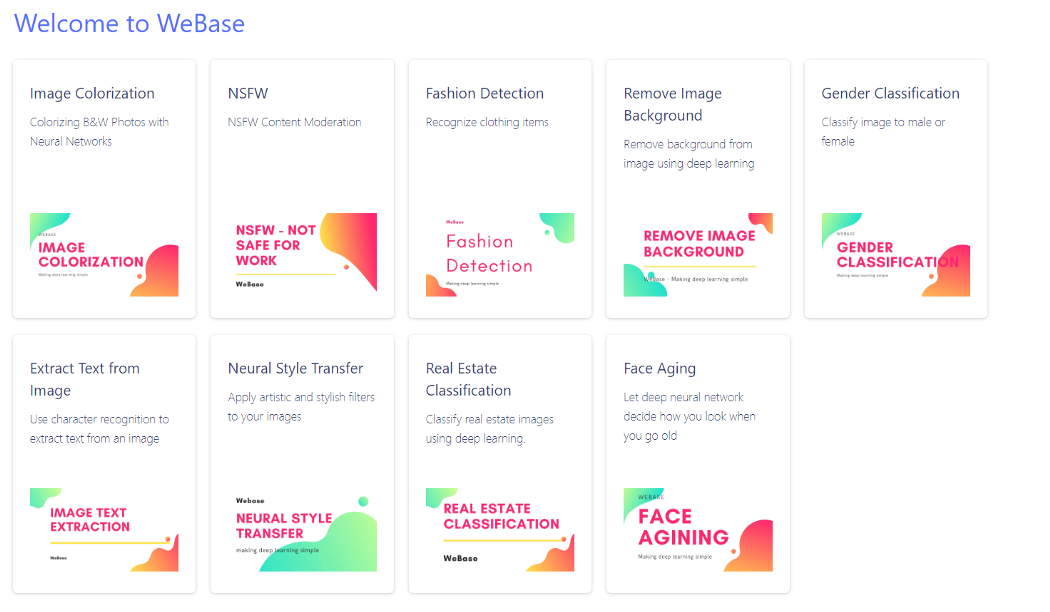 Welcome to WeBase
Image Colorization
Colorizing B&W Photos with
Neural Networks
WEBASE
IMAGE
COLORIZATION
Making deep learning simple
NSFW
NSFW Content Moderation
NSFW - NOT
SAFE FOR
WORK
WeBase
Fashion Detection
Recognize clothing items
WeBase
Fashion
Detection
Making deep learning simple
Remove Image
Background
Remove background from
image using deep learning
REMOVE IMAGE
BACKGROUND
WeBase - Making deep learning simple
Gender Classification
Classify image to male or
female
WEBASE
GENDER
CLASSIFICATION
Making deep learning simple
Extract Text from
Image
Use character recognition to
extract text from an image
IMAGE TEXT
EXTRACTION
WeBase
Neural Style Transfer
Apply artistic and stylish filters
to your images
Webase
NEURAL STYLE
TRANSFER
making deep learning simple
Real Estate
Classification
Classify real estate images
using deep learning.
REAL ESTATE
CLASSIFICATION
WeBase
Face Aging
Let deep neural network
decide how you look when
you go old
WEBASE
FACE
AGINING
Making deep learning simple